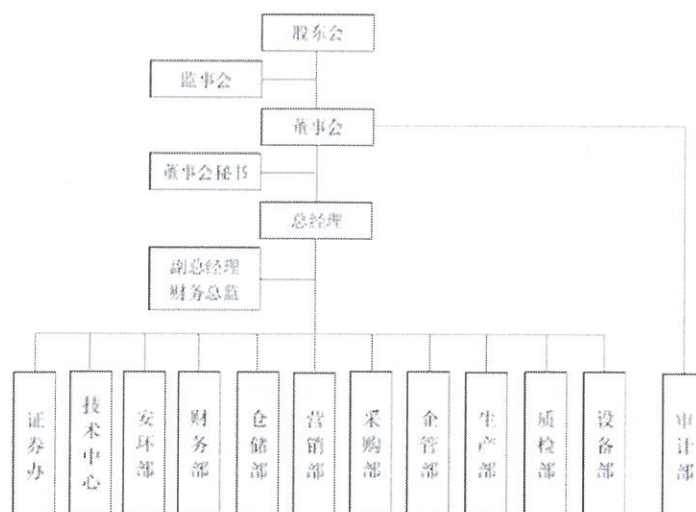 股东会
监事会
董事会
董事会秘书
总经理
副总经理
财务总监
证券办
技术中心
安环部
财务部
仓储部
营销部
采购部
企管部
生产部
质检部
设备部
审计部